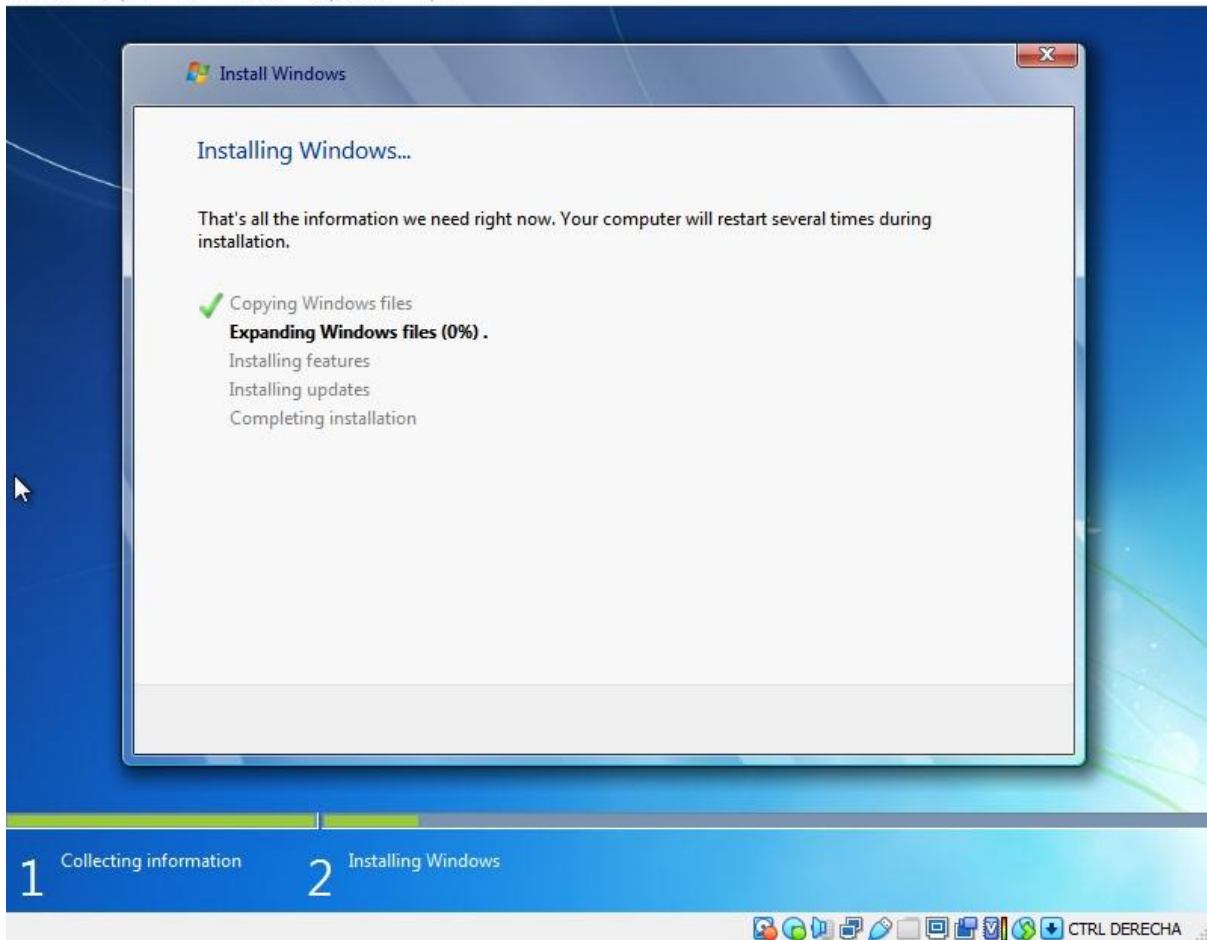 Install Windows
Installing Windows...
That's all the information we need right now. Your computer will restart several times during
installation.
Copying Windows files
Expanding Windows files (0%) .
Installing features
Installing updates
Completing installation
1 Collecting information
2 Installing Windows
CTRL DERECHA